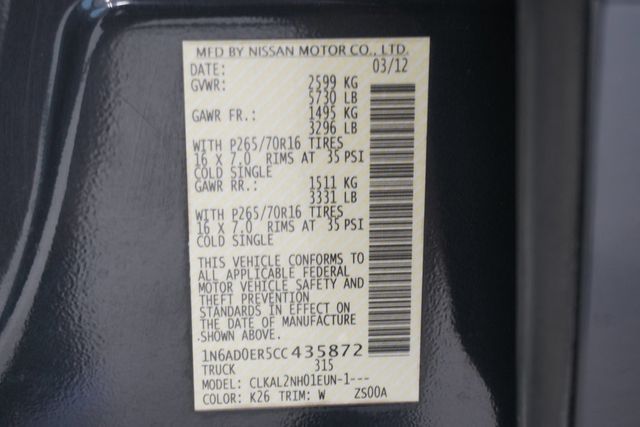 MFD BY NISSAN MOTOR CO., LTD.
DATE: 03/12
GVWR: 2599 KG
5730 LB
GAWR FR.: 1495 KG
3296 LB
WITH P265/70R16 TIRES
16 X 7.0 RIMS AT 35 PSI
COLD SINGLE
GAWR RR.: 1511 KG
3331 LB
WITH P265/70R16 TIRES
16 X 7.0 RIMS AT 35 PSI
COLD SINGLE
THIS VEHICLE CONFORMS TO
ALL APPLICABLE FEDERAL
MOTOR VEHICLE SAFETY AND
THEFT PREVENTION
STANDARDS IN EFFECT ON
THE DATE OF MANUFACTURE
SHOWN ABOVE.
1N6AD0ER5CC435872
TRUCK 315
MODEL: CLKAL2NH01EUN-1---
COLOR: K26 TRIM: W ZS00A